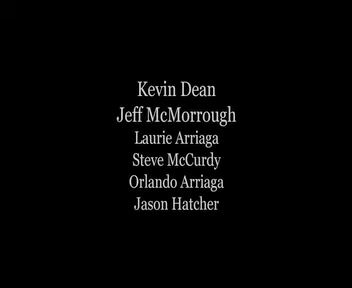 Kevin Dean
Jeff McMorrough
Laurie Arriaga
Steve McCurdy
Orlando Arriaga
Jason Hatcher